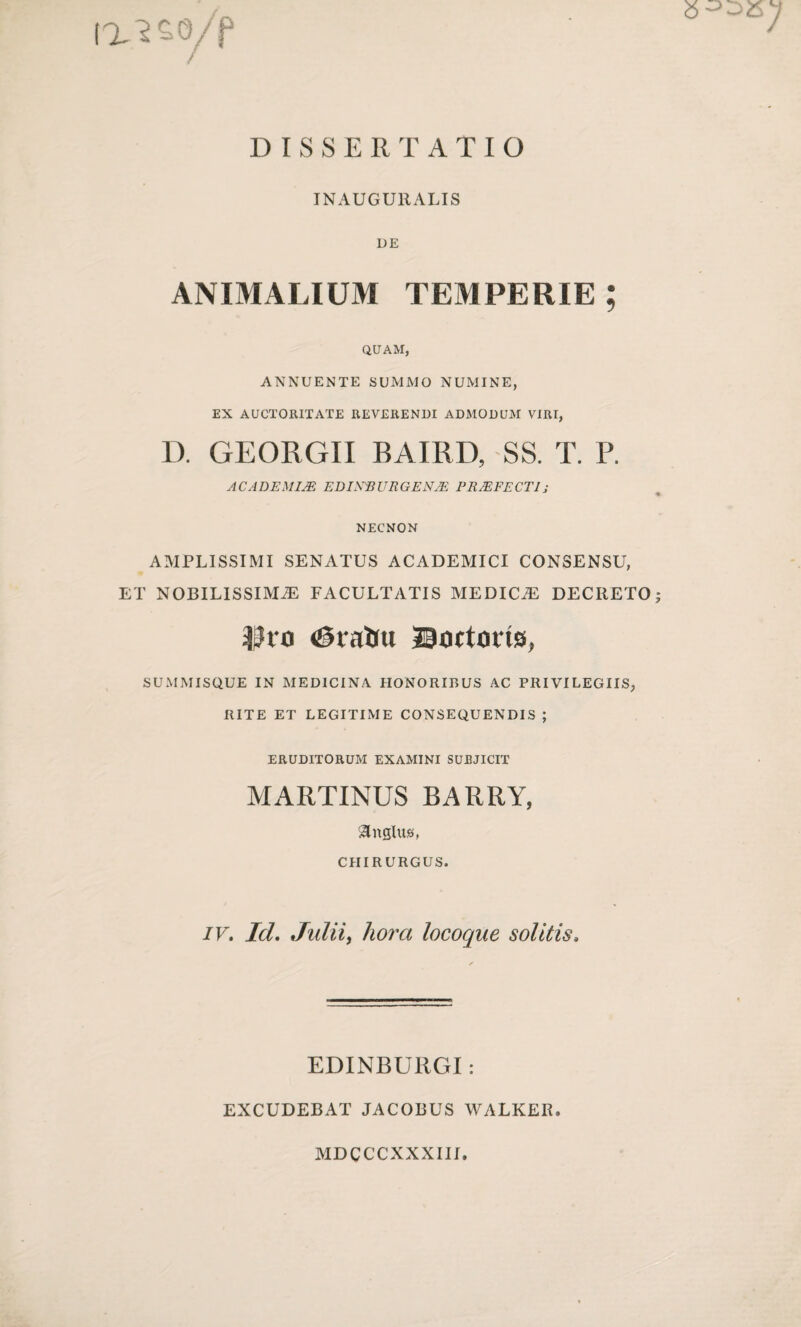 DISSERTATIO
INAUGURALIS
DE
ANIMALIUM TEMPERIE;
QUAM,
ANNUENTE SUMMO NUMINE,
EX AUCTORITATE REVERENDI ADMODUM VIRI,
D. GEORGII BAIRD, SS. T. P.
ACADEMIÆ EDINBURGENÆ PRÆFECTI;
NECNON
AMPLISSIMI SENATUS ACADEMICI CONSENSU,
ET NOBILISSIMÆ FACULTATIS MEDICÆ DECRETO;
Pro Gradu Doctoris,
SUMMISQUE IN MEDICINA HONORIBUS AC PRIVILEGIIS,
RITE ET LEGITIME CONSEQUENDIS;
ERUDITORUM EXAMINI SUBJICIT
MARTINUS BARRY,
Anglus,
CHIRURGUS.
IV. Id. Julii, hora locoque solitis.
EDINBURGI:
EXCUDEBAT JACOBUS WALKER.
MDCCCXXXIII.